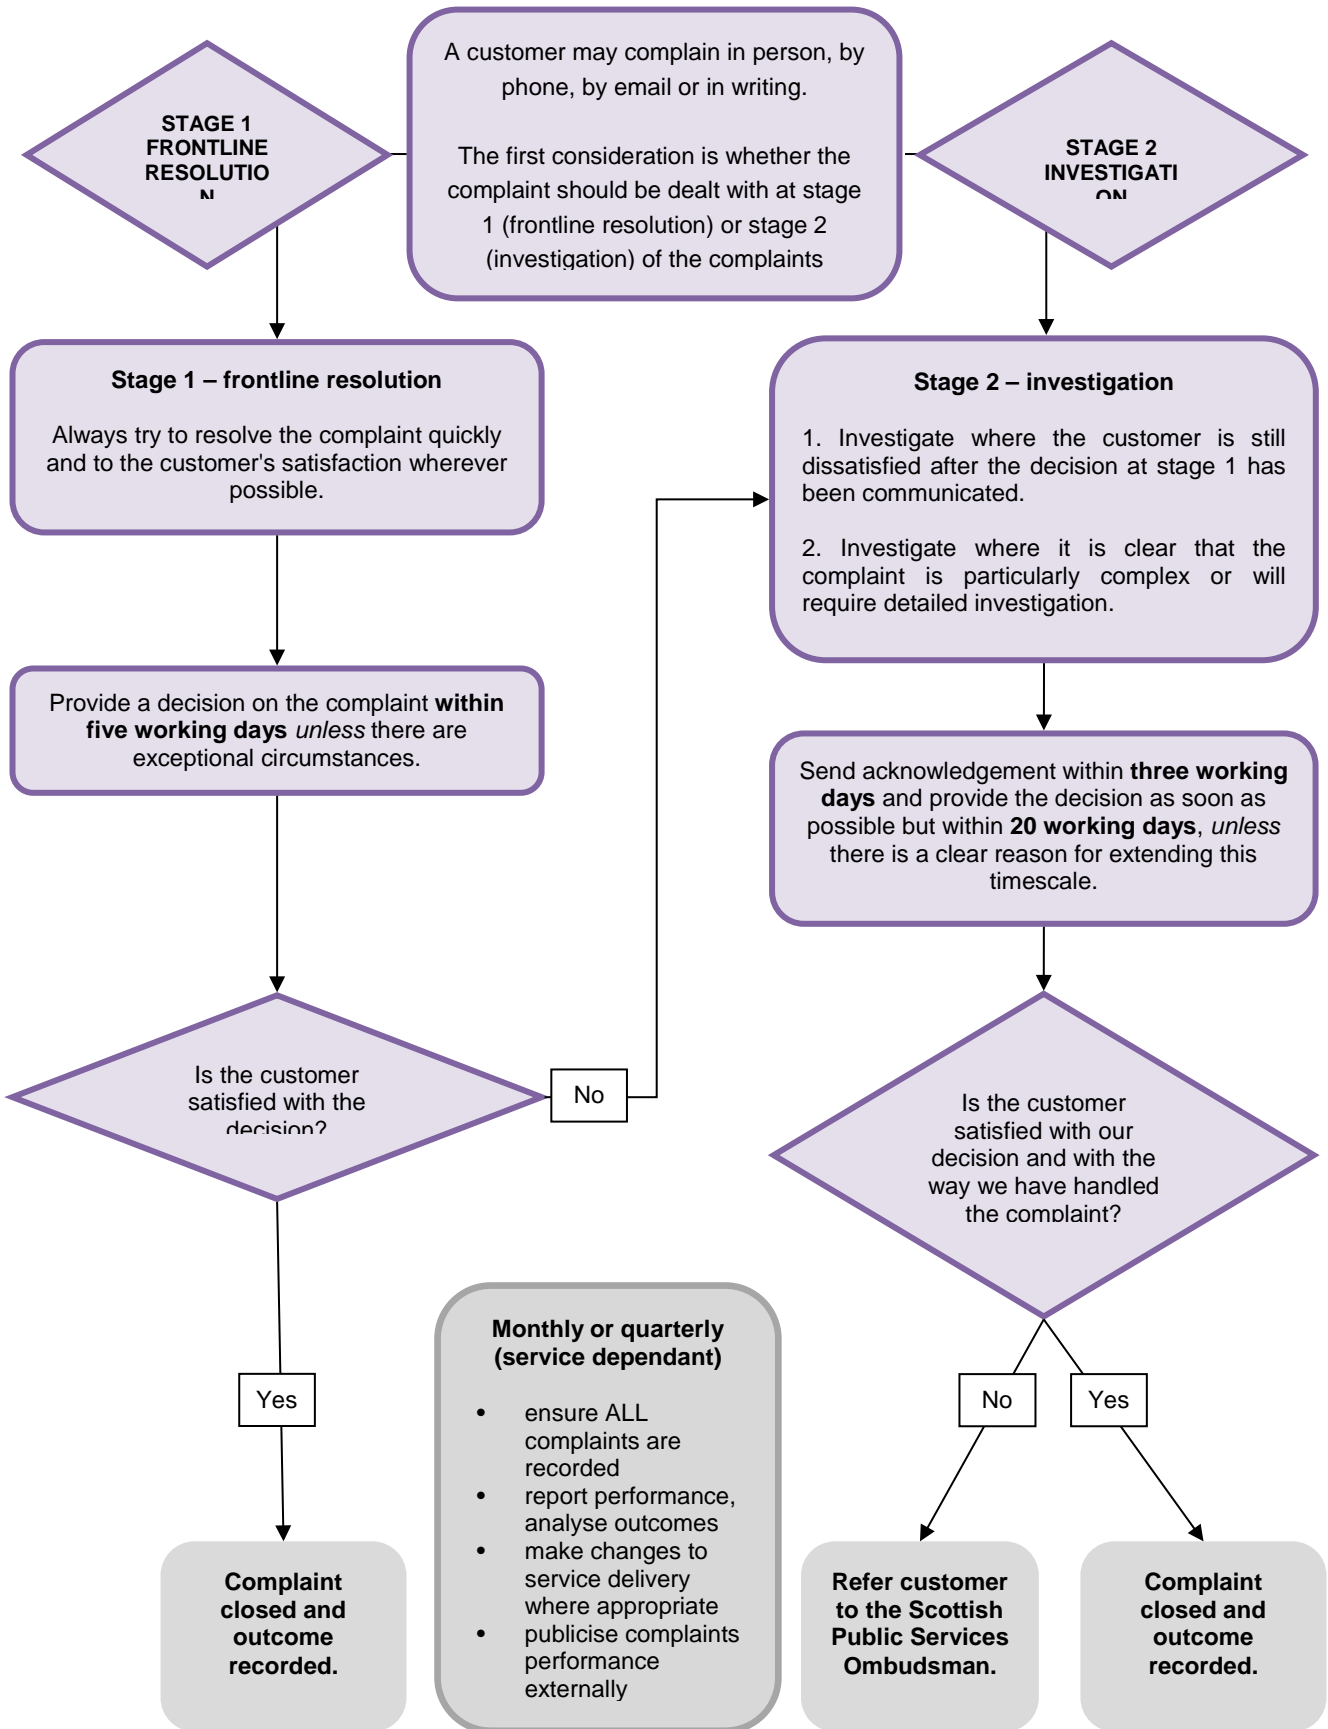 A customer may complain in person, by
phone, by email or in writing.
The first consideration is whether the
complaint should be dealt with at stage
1 (frontline resolution) or stage 2
(investigation) of the complaints
STAGE 1
FRONTLINE
RESOLUTIO
N
STAGE 2
INVESTIGATI
ON
Stage 1 – frontline resolution
Always try to resolve the complaint quickly
and to the customer's satisfaction wherever
possible.
Provide a decision on the complaint within
five working days unless there are
exceptional circumstances.
Is the customer
satisfied with the
decision?
No
Yes
Complaint
closed and
outcome
recorded.
Stage 2 – investigation
1. Investigate where the customer is still
dissatisfied after the decision at stage 1 has
been communicated.
2. Investigate where it is clear that the
complaint is particularly complex or will
require detailed investigation.
Send acknowledgement within three working
days and provide the decision as soon as
possible but within 20 working days, unless
there is a clear reason for extending this
timescale.
Is the customer
satisfied with our
decision and with the
way we have handled
the complaint?
No
Yes
Refer customer
to the Scottish
Public Services
Ombudsman.
Complaint
closed and
outcome
recorded.
Monthly or quarterly
(service dependant)
• ensure ALL
complaints are
recorded
• report performance,
analyse outcomes
• make changes to
service delivery
where appropriate
• publicise complaints
performance
externally